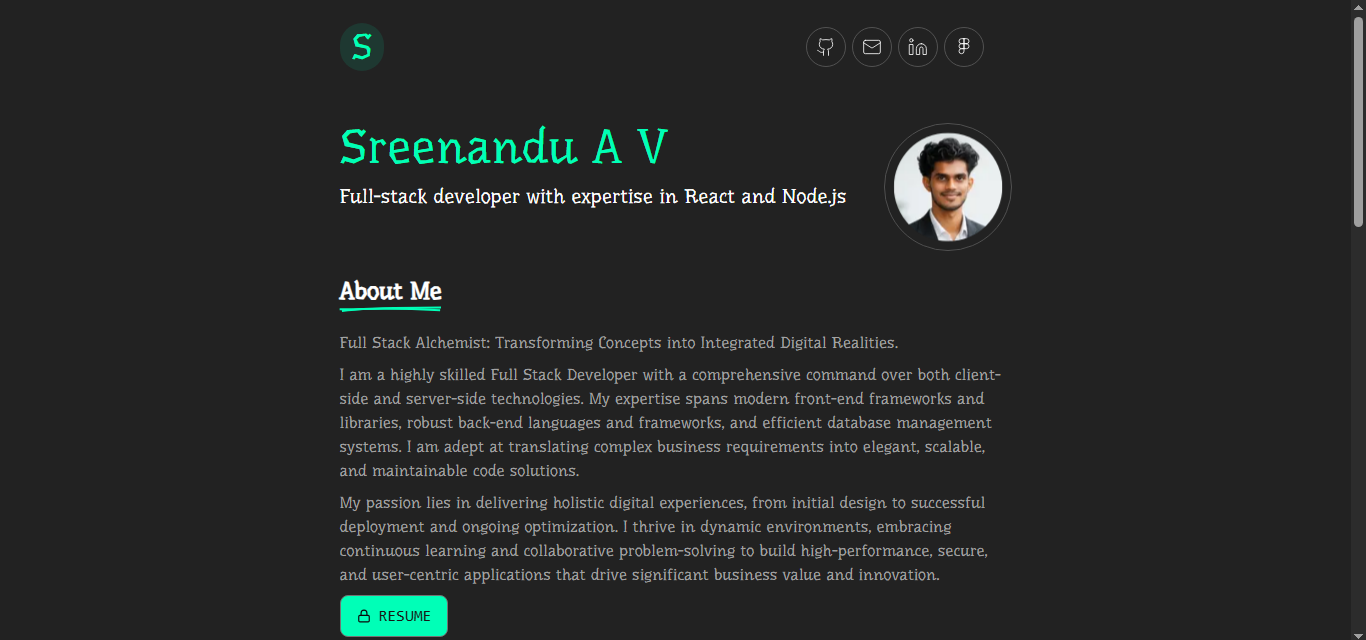 S
Sreenandu A V
Full-stack developer with expertise in React and Node.js
About Me
Full Stack Alchemist: Transforming Concepts into Integrated Digital Realities.
I am a highly skilled Full Stack Developer with a comprehensive command over both client-
side and server-side technologies. My expertise spans modern front-end frameworks and
libraries, robust back-end languages and frameworks, and efficient database management
systems. I am adept at translating complex business requirements into elegant, scalable,
and maintainable code solutions.
My passion lies in delivering holistic digital experiences, from initial design to successful
deployment and ongoing optimization. I thrive in dynamic environments, embracing
continuous learning and collaborative problem-solving to build high-performance, secure,
and user-centric applications that drive significant business value and innovation.
RESUME